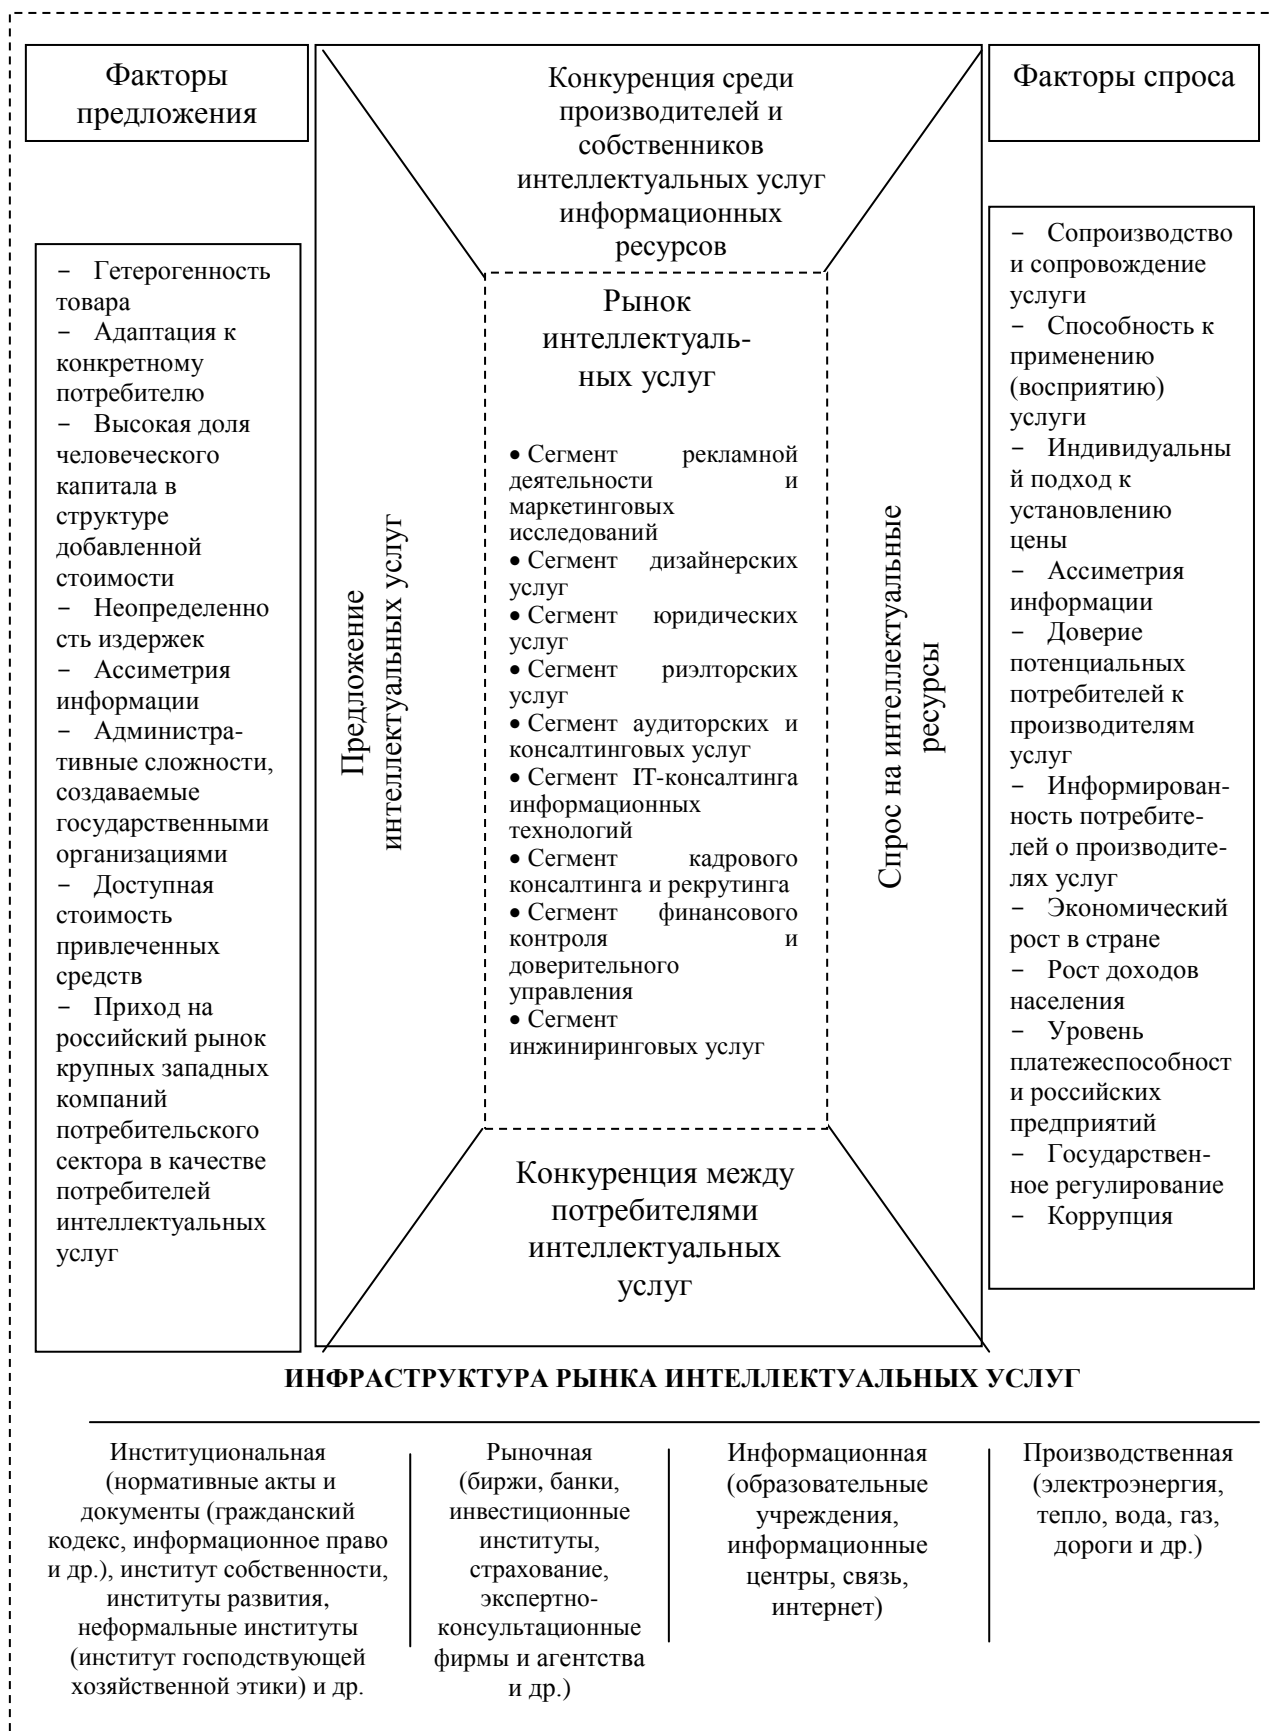 Факторы
предложения
Конкуренция среди
производителей и
собственников
интеллектуальных услуг
информационных
ресурсов
Факторы спроса
− Гетерогенность
товара
− Адаптация к
конкретному
потребителю
− Высокая доля
человеческого
капитала в
структуре
добавленной
стоимости
− Неопределенно
сть издержек
− Ассиметрия
информации
− Администра-
тивные сложности,
создаваемые
государственными
организациями
− Доступная
стоимость
привлеченных
средств
− Приход на
российский рынок
крупных западных
компаний
потребительского
сектора в качестве
потребителей
интеллектуальных
услуг
Предложение
интеллектуальных услуг
Рынок
интеллектуаль-
ных услуг
• Сегмент рекламной
деятельности и
маркетинговых
исследований
• Сегмент дизайнерских
услуг
• Сегмент юридических
услуг
• Сегмент риэлторских
услуг
• Сегмент аудиторских и
консалтинговых услуг
• Сегмент IT-консалтинга
информационных
технологий
• Сегмент кадрового
консалтинга и рекрутинга
• Сегмент финансового
контроля и
доверительного
управления
• Сегмент
инжиниринговых услуг
Спрос на интеллектуальные
ресурсы
− Сопроизводство
и сопровождение
услуги
− Способность к
применению
(восприятию)
услуги
− Индивидуальны
й подход к
установлению
цены
− Ассиметрия
информации
− Доверие
потенциальных
потребителей к
производителям
услуг
− Информирован-
ность потребите-
лей о производите-
лях услуг
− Экономический
рост в стране
− Рост доходов
населения
− Уровень
платежеспособност
и российских
предприятий
− Государствен-
ное регулирование
− Коррупция
Конкуренция между
потребителями
интеллектуальных
услуг
ИНФРАСТРУКТУРА РЫНКА ИНТЕЛЛЕКТУАЛЬНЫХ УСЛУГ
Институциональная
(нормативные акты и
документы (гражданский
кодекс, информационное право
и др.), институт собственности,
институты развития,
неформальные институты
(институт господствующей
хозяйственной этики) и др.
Рыночная
(биржи, банки,
инвестиционные
институты,
страхование,
экспертно-
консультационные
фирмы и агентства
и др.)
Информационная
(образовательные
учреждения,
информационные
центры, связь,
интернет)
Производственная
(электроэнергия,
тепло, вода, газ,
дороги и др.)